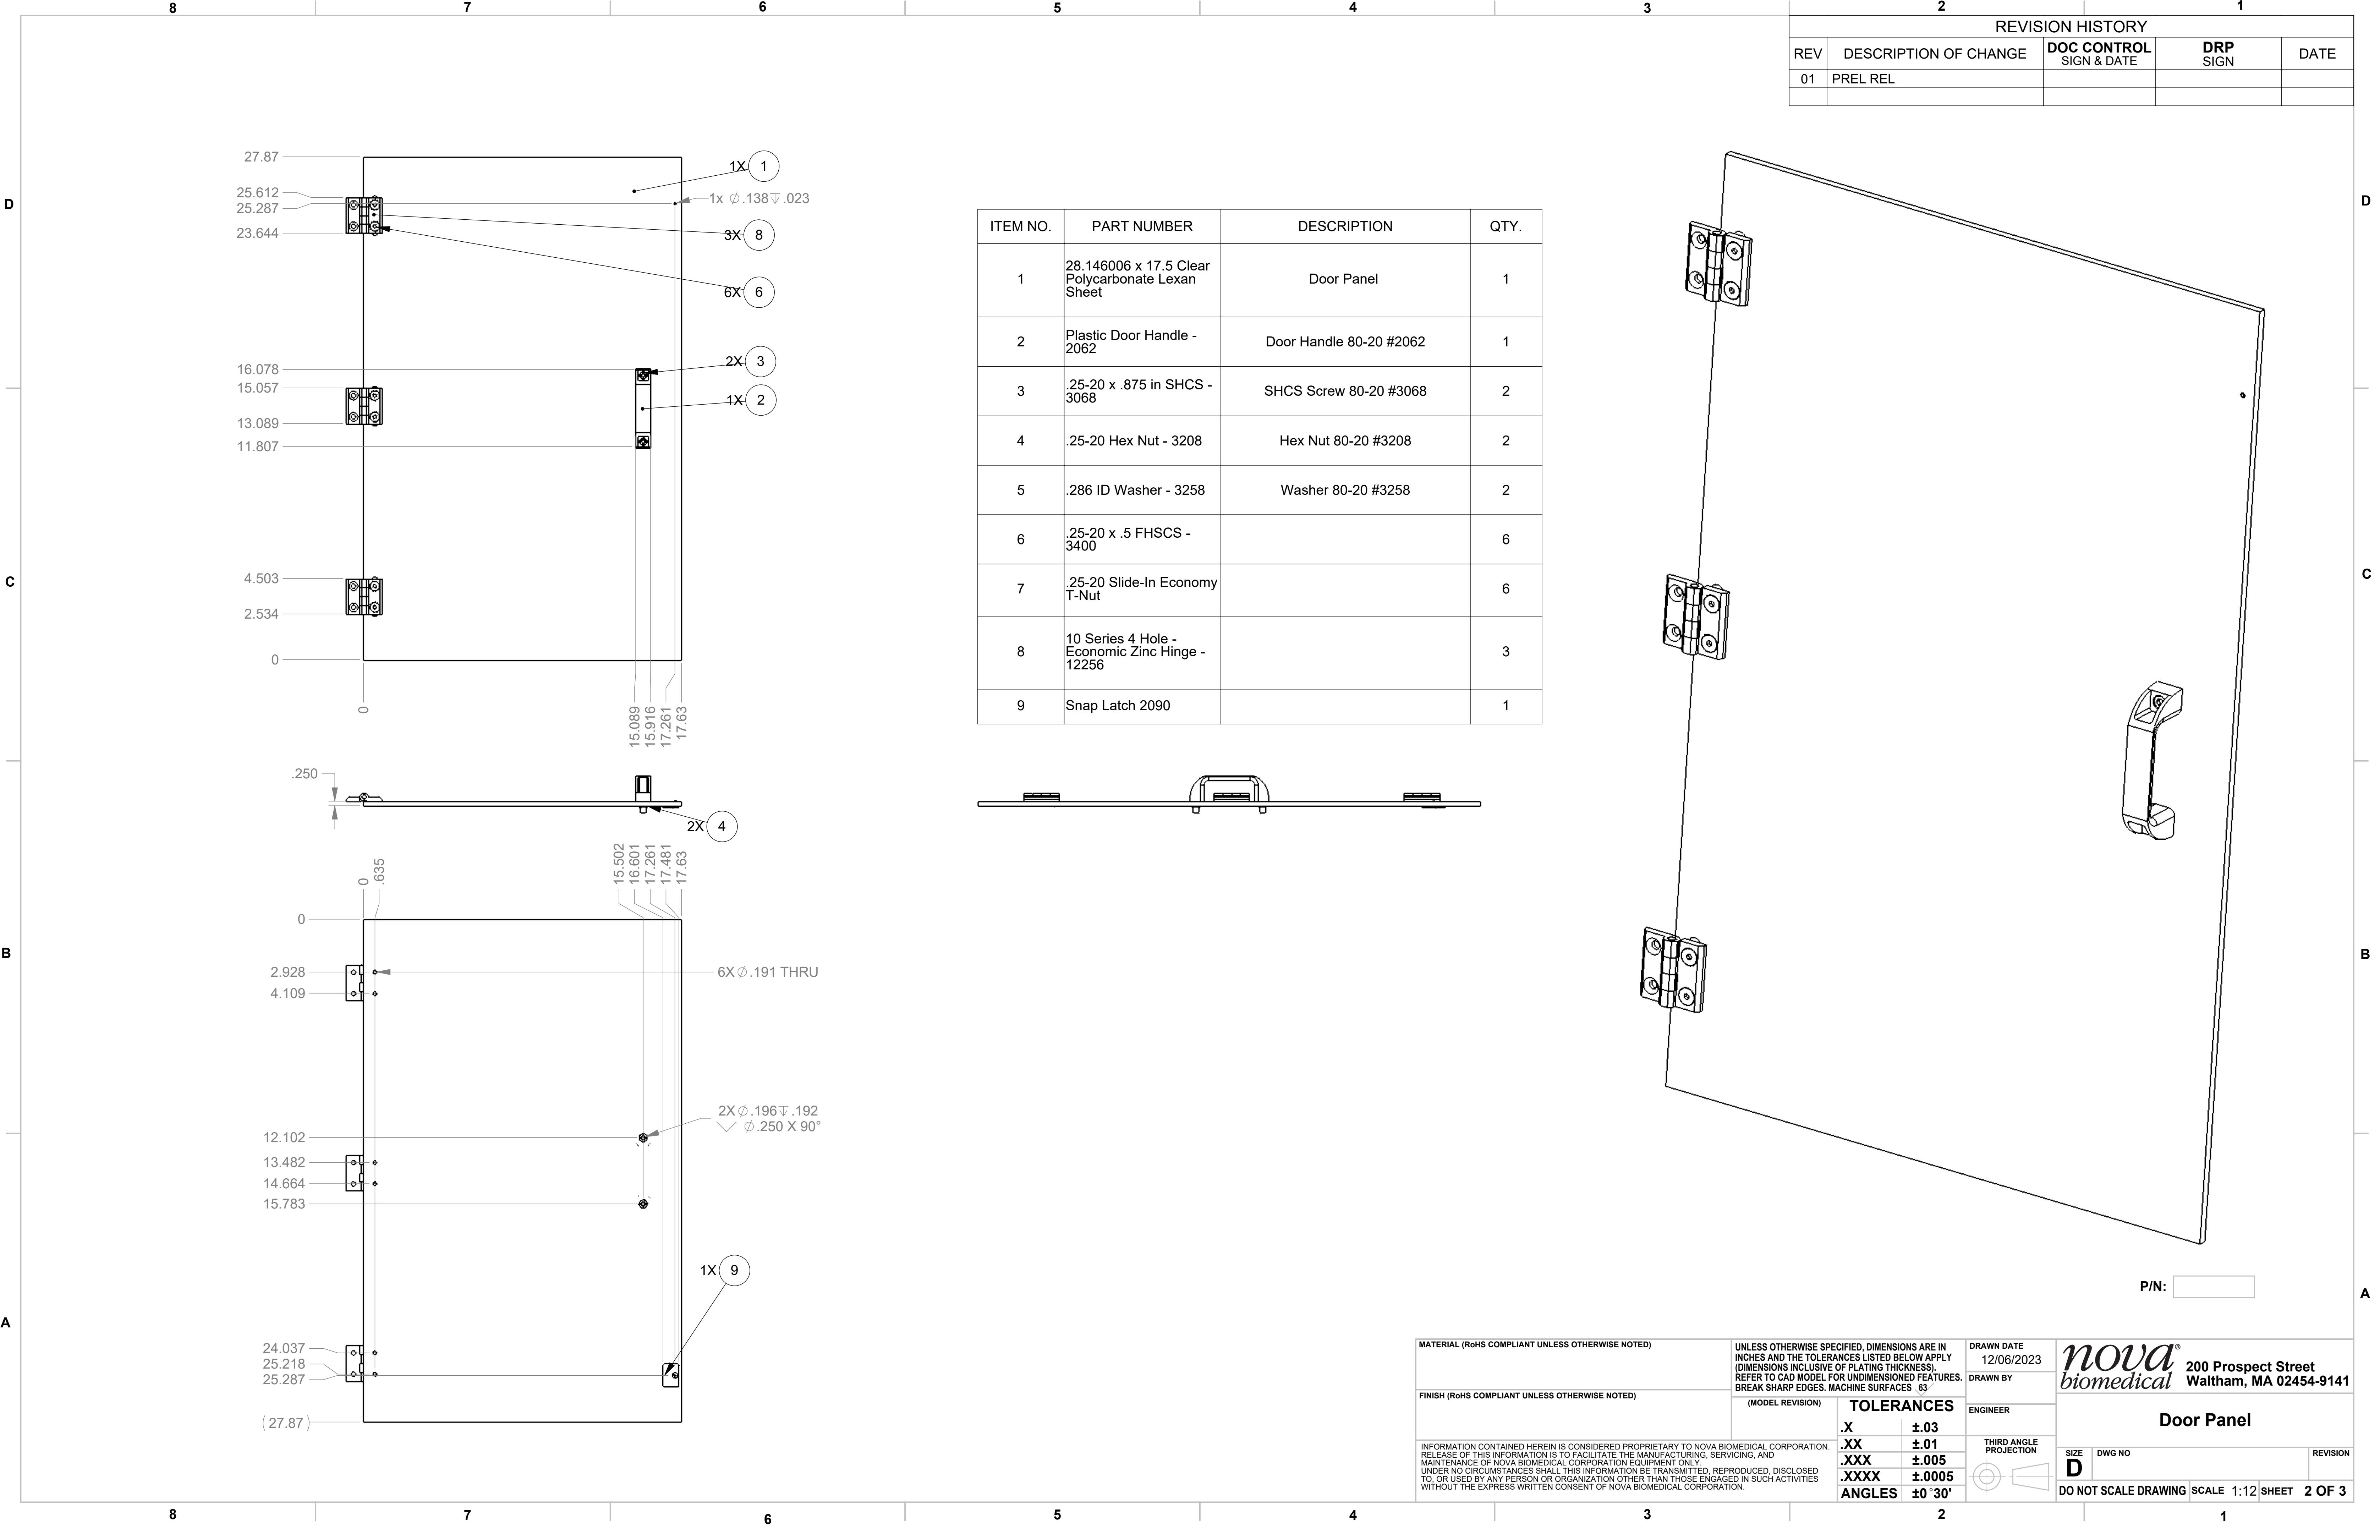 8 7 6 5 4 3 2 1
REVISION HISTORY
REV DESCRIPTION OF CHANGE DOC CONTROL SIGN & DATE DRP SIGN DATE
01 PREL REL
D
C
B
A
27.87
25.612
25.287
23.644
16.078
15.057
13.089
11.807
4.503
2.534
0
1X 1
1x Ø.138↧.023
3X 8
6X 6
2X 3
1X 2
0
15.089
15.916
17.261
17.63
ITEM NO. PART NUMBER DESCRIPTION QTY.
1 28.146006 x 17.5 Clear Polycarbonate Lexan Sheet Door Panel 1
2 Plastic Door Handle - 2062 Door Handle 80-20 #2062 1
3 .25-20 x .875 in SHCS - 3068 SHCS Screw 80-20 #3068 2
4 .25-20 Hex Nut - 3208 Hex Nut 80-20 #3208 2
5 .286 ID Washer - 3258 Washer 80-20 #3258 2
6 .25-20 x .5 FHSCS - 3400 6
7 .25-20 Slide-In Economy T-Nut 6
8 10 Series 4 Hole - Economic Zinc Hinge - 12256 3
9 Snap Latch 2090 1
.250
2X 4
0
.635
15.502
16.601
17.261
17.481
17.63
0
2.928
4.109
12.102
13.482
14.664
15.783
24.037
25.218
25.287
(27.87)
6X Ø.191 THRU
2X Ø.196↧.192
⌵ Ø.250 X 90°
1X 9
P/N:
MATERIAL (RoHS COMPLIANT UNLESS OTHERWISE NOTED)
FINISH (RoHS COMPLIANT UNLESS OTHERWISE NOTED)
INFORMATION CONTAINED HEREIN IS CONSIDERED PROPRIETARY TO NOVA BIOMEDICAL CORPORATION.
RELEASE OF THIS INFORMATION IS TO FACILITATE THE MANUFACTURING, SERVICING, AND
MAINTENANCE OF NOVA BIOMEDICAL CORPORATION EQUIPMENT ONLY.
UNDER NO CIRCUMSTANCES SHALL THIS INFORMATION BE TRANSMITTED, REPRODUCED, DISCLOSED
TO, OR USED BY ANY PERSON OR ORGANIZATION OTHER THAN THOSE ENGAGED IN SUCH ACTIVITIES
WITHOUT THE EXPRESS WRITTEN CONSENT OF NOVA BIOMEDICAL CORPORATION.
UNLESS OTHERWISE SPECIFIED, DIMENSIONS ARE IN
INCHES AND THE TOLERANCES LISTED BELOW APPLY
(DIMENSIONS INCLUSIVE OF PLATING THICKNESS).
REFER TO CAD MODEL FOR UNDIMENSIONED FEATURES.
BREAK SHARP EDGES. MACHINE SURFACES 63
(MODEL REVISION)
TOLERANCES
.X ±.03
.XX ±.01
.XXX ±.005
.XXXX ±.0005
ANGLES ±0°30'
DRAWN DATE
12/06/2023
DRAWN BY
ENGINEER
THIRD ANGLE
PROJECTION
nova®
biomedical
200 Prospect Street
Waltham, MA 02454-9141
Door Panel
SIZE DWG NO REVISION
D
DO NOT SCALE DRAWING SCALE 1:12 SHEET 2 OF 3
D
C
B
A
8 7 6 5 4 3 2 1